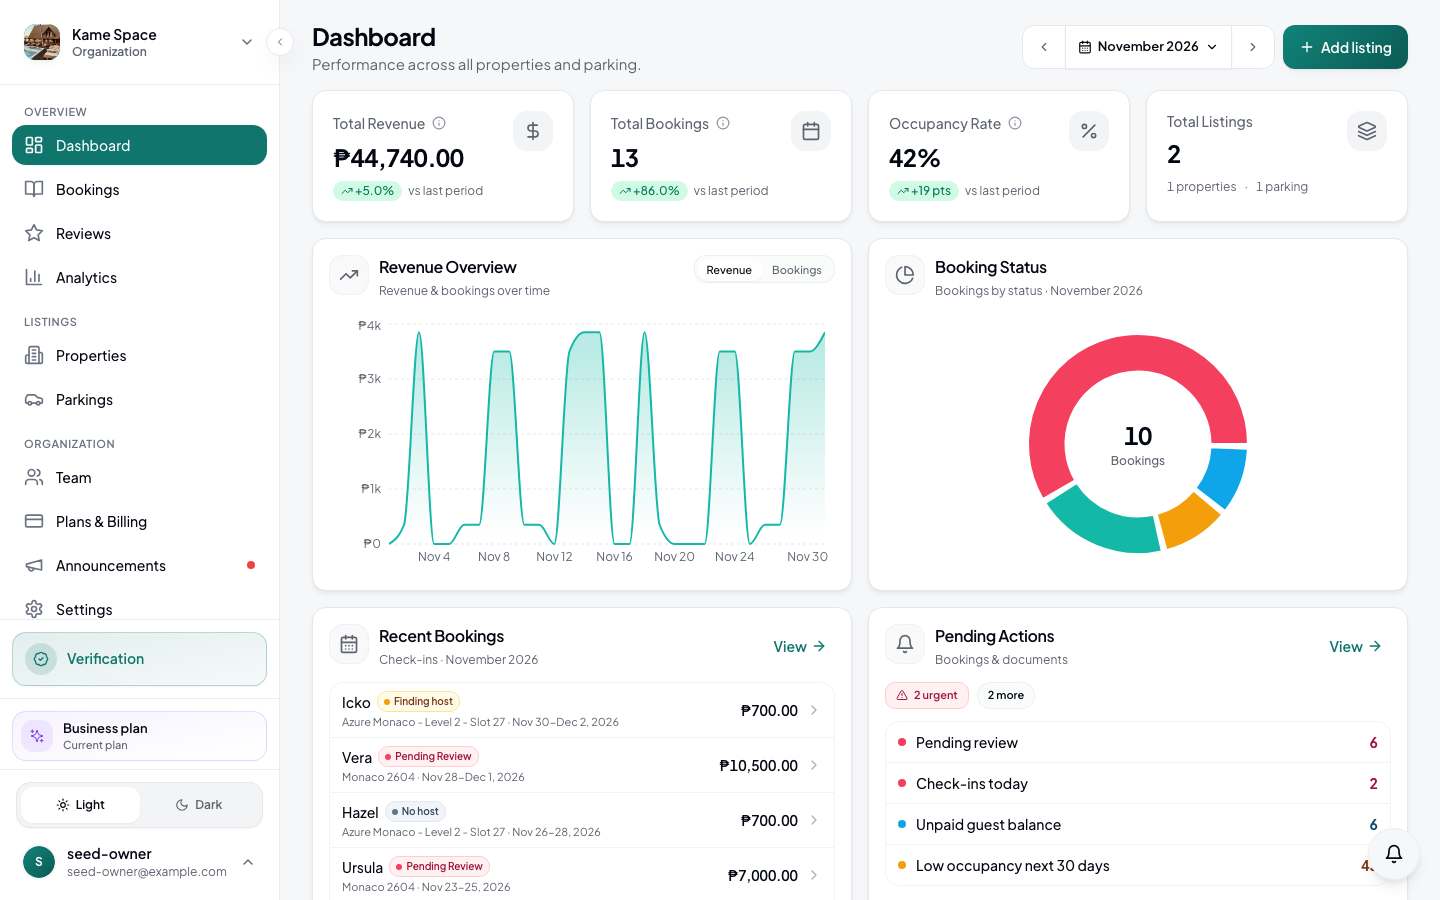 Kame Space
Organization
OVERVIEW
Dashboard
Bookings
Reviews
Analytics
LISTINGS
Properties
Parkings
ORGANIZATION
Team
Plans & Billing
Announcements
Settings
Verification
Business plan
Current plan
Light
Dark
S
seed-owner
seed-owner@example.com
Dashboard
Performance across all properties and parking.
November 2026
Add listing
Total Revenue
₱44,740.00
+5.0% vs last period
Total Bookings
13
+86.0% vs last period
Occupancy Rate
42%
+19 pts vs last period
Total Listings
2
1 properties · 1 parking
Revenue Overview
Revenue & bookings over time
Revenue
Bookings
₱4k
₱3k
₱2k
₱1k
₱0
Nov 4
Nov 8
Nov 12
Nov 16
Nov 20
Nov 24
Nov 30
Booking Status
Bookings by status · November 2026
10
Bookings
Recent Bookings
Check-ins · November 2026
View
Icko Finding host
Azure Monaco - Level 2 - Slot 27 · Nov 30–Dec 2, 2026
₱700.00
Vera Pending Review
Monaco 2604 · Nov 28–Dec 1, 2026
₱10,500.00
Hazel No host
Azure Monaco - Level 2 - Slot 27 · Nov 26–28, 2026
₱700.00
Ursula Pending Review
Monaco 2604 · Nov 23–25, 2026
₱7,000.00
Pending Actions
Bookings & documents
View
2 urgent
2 more
Pending review 6
Check-ins today 2
Unpaid guest balance 6
Low occupancy next 30 days